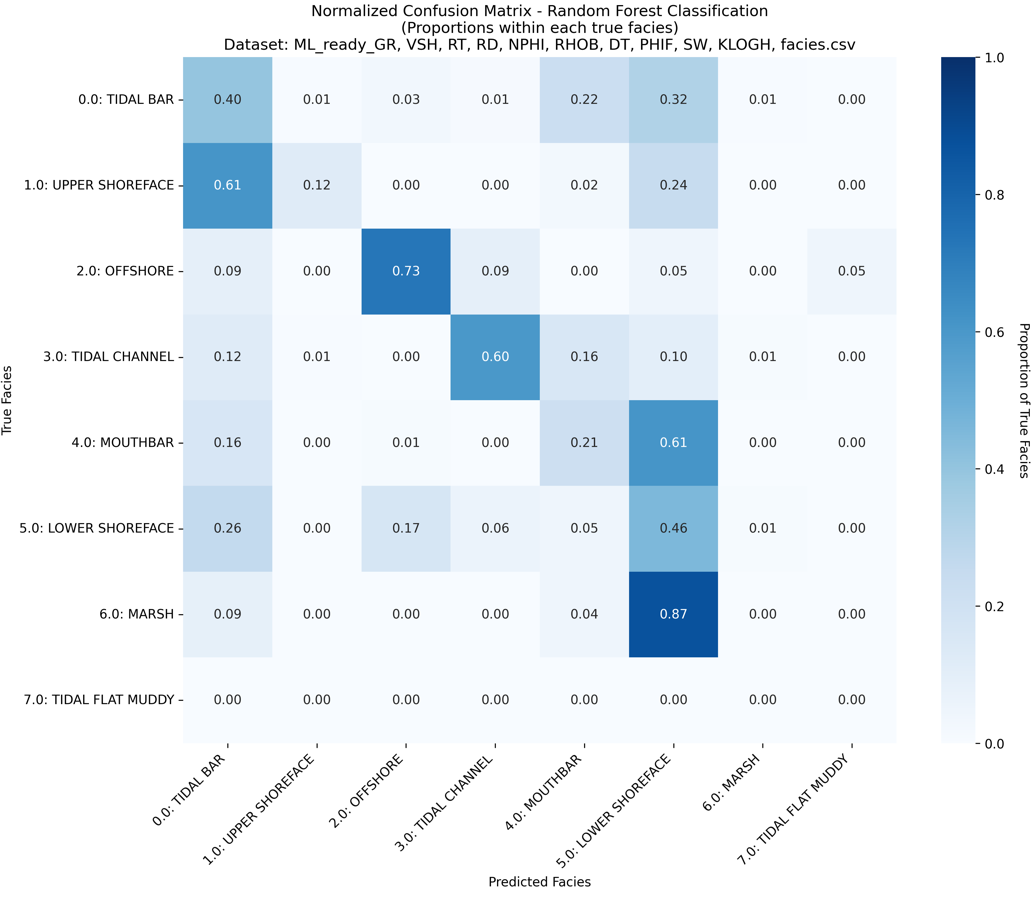 Normalized Confusion Matrix - Random Forest Classification
(Proportions within each true facies)
Dataset: ML_ready_GR, VSH, RT, RD, NPHI, RHOB, DT, PHIF, SW, KLOGH, facies.csv
True Facies
0.0: TIDAL BAR 0.40 0.01 0.03 0.01 0.22 0.32 0.01 0.00
1.0: UPPER SHOREFACE 0.61 0.12 0.00 0.00 0.02 0.24 0.00 0.00
2.0: OFFSHORE 0.09 0.00 0.73 0.09 0.00 0.05 0.00 0.05
3.0: TIDAL CHANNEL 0.12 0.01 0.00 0.60 0.16 0.10 0.01 0.00
4.0: MOUTHBAR 0.16 0.00 0.01 0.00 0.21 0.61 0.00 0.00
5.0: LOWER SHOREFACE 0.26 0.00 0.17 0.06 0.05 0.46 0.01 0.00
6.0: MARSH 0.09 0.00 0.00 0.00 0.04 0.87 0.00 0.00
7.0: TIDAL FLAT MUDDY 0.00 0.00 0.00 0.00 0.00 0.00 0.00 0.00
0.0: TIDAL BAR
1.0: UPPER SHOREFACE
2.0: OFFSHORE
3.0: TIDAL CHANNEL
4.0: MOUTHBAR
5.0: LOWER SHOREFACE
6.0: MARSH
7.0: TIDAL FLAT MUDDY
Predicted Facies
1.0
0.8
0.6
0.4
0.2
0.0
Proportion of True Facies